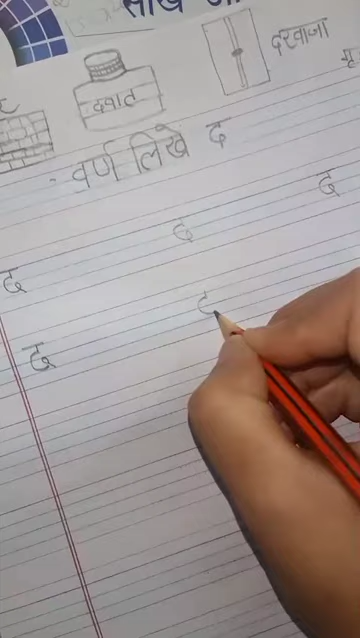 दरवाजा
दवात
वर्ण लिखे द
द
द
द
द